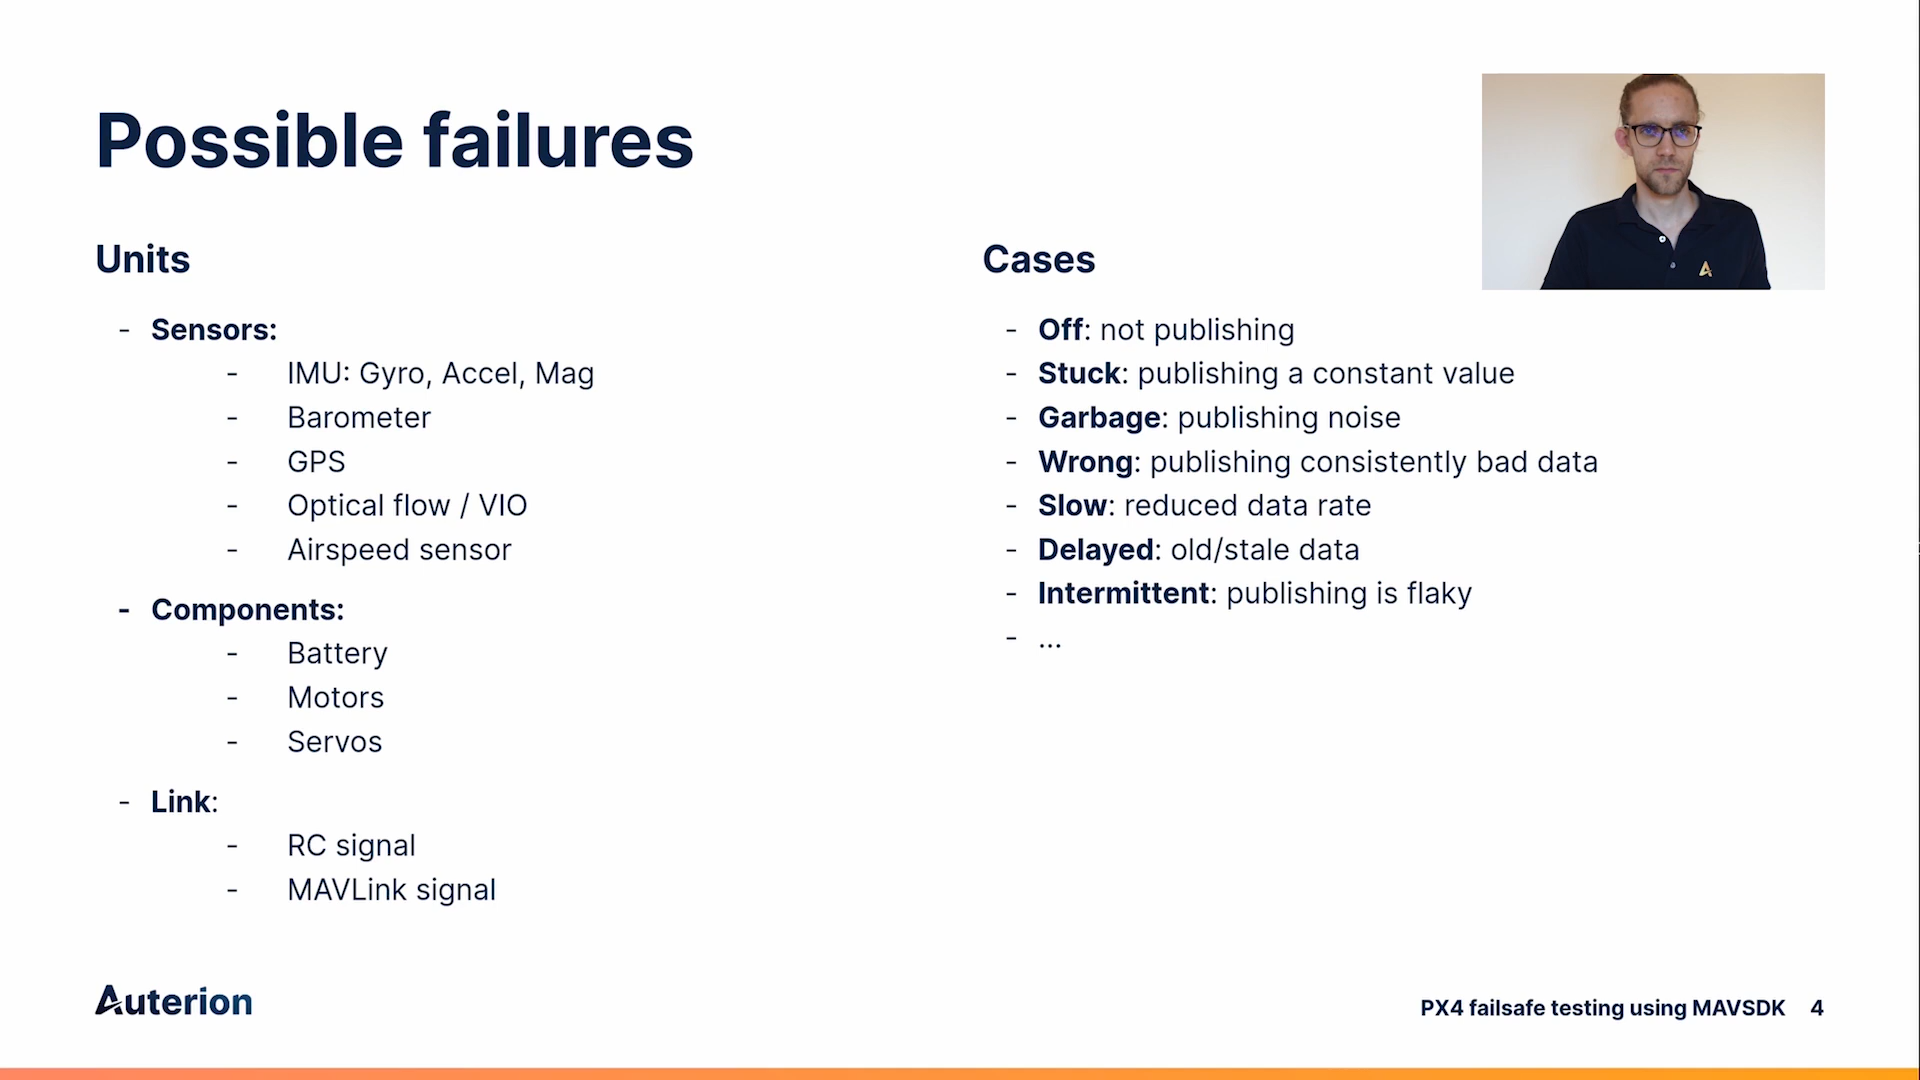 Possible failures
Units
- Sensors:
- IMU: Gyro, Accel, Mag
- Barometer
- GPS
- Optical flow / VIO
- Airspeed sensor
- Components:
- Battery
- Motors
- Servos
- Link:
- RC signal
- MAVLink signal
Cases
- Off: not publishing
- Stuck: publishing a constant value
- Garbage: publishing noise
- Wrong: publishing consistently bad data
- Slow: reduced data rate
- Delayed: old/stale data
- Intermittent: publishing is flaky
- ...
Auterion
PX4 failsafe testing using MAVSDK 4